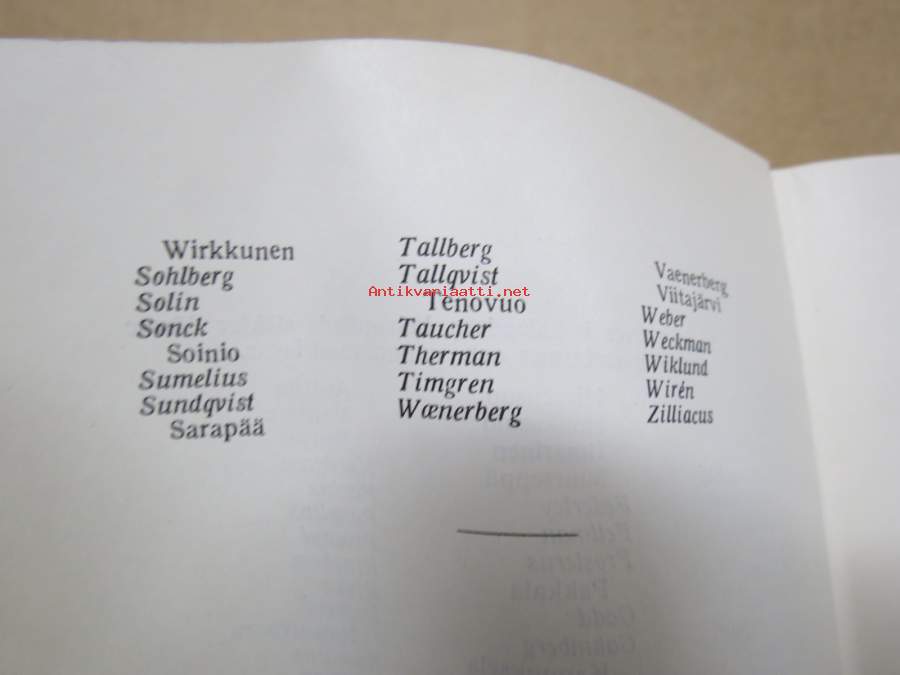 Wirkkunen
Sohlberg
Solin
Sonck
Soinio
Sumelius
Sundqvist
Sarapää
Tallberg
Tallqvist
Antikvariaatti.net
Tenovuo
Taucher
Therman
Timgren
Wænerberg
Vaenerberg
Viitajärvi
Weber
Weckman
Wiklund
Wirén
Zilliacus